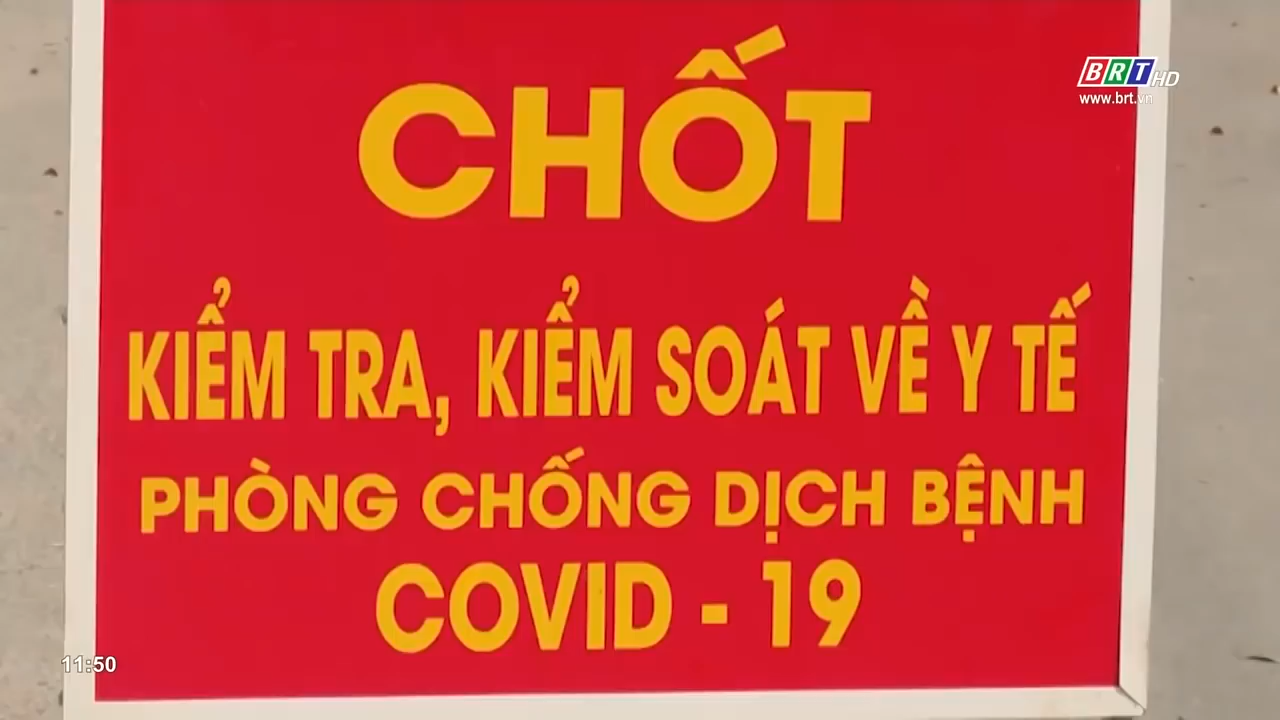 BRT HD
www.brt.vn
CHỐT
KIỂM TRA, KIỂM SOÁT VỀ Y TẾ
PHÒNG CHỐNG DỊCH BỆNH
COVID - 19
11:50